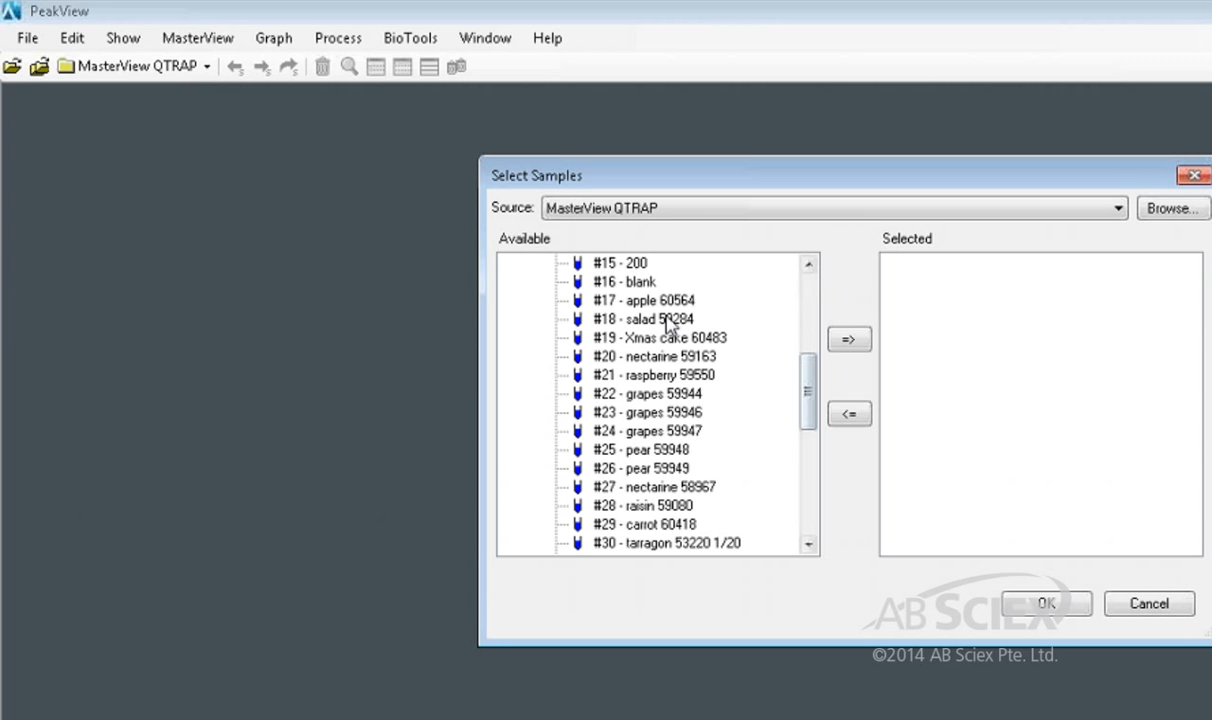 PeakView
File Edit Show MasterView Graph Process BioTools Window Help
MasterView QTRAP
Select Samples
Source: MasterView QTRAP Browse...
Available Selected
#15 - 200
#16 - blank
#17 - apple 60564
#18 - salad 59284
#19 - Xmas cake 60483
#20 - nectarine 59163
#21 - raspberry 59550
#22 - grapes 59944
#23 - grapes 59946
#24 - grapes 59947
#25 - pear 59948
#26 - pear 59949
#27 - nectarine 58967
#28 - raisin 59080
#29 - carrot 60418
#30 - tarragon 53220 1/20
=>
<=
OK Cancel
AB SCIEX
©2014 AB Sciex Pte. Ltd.